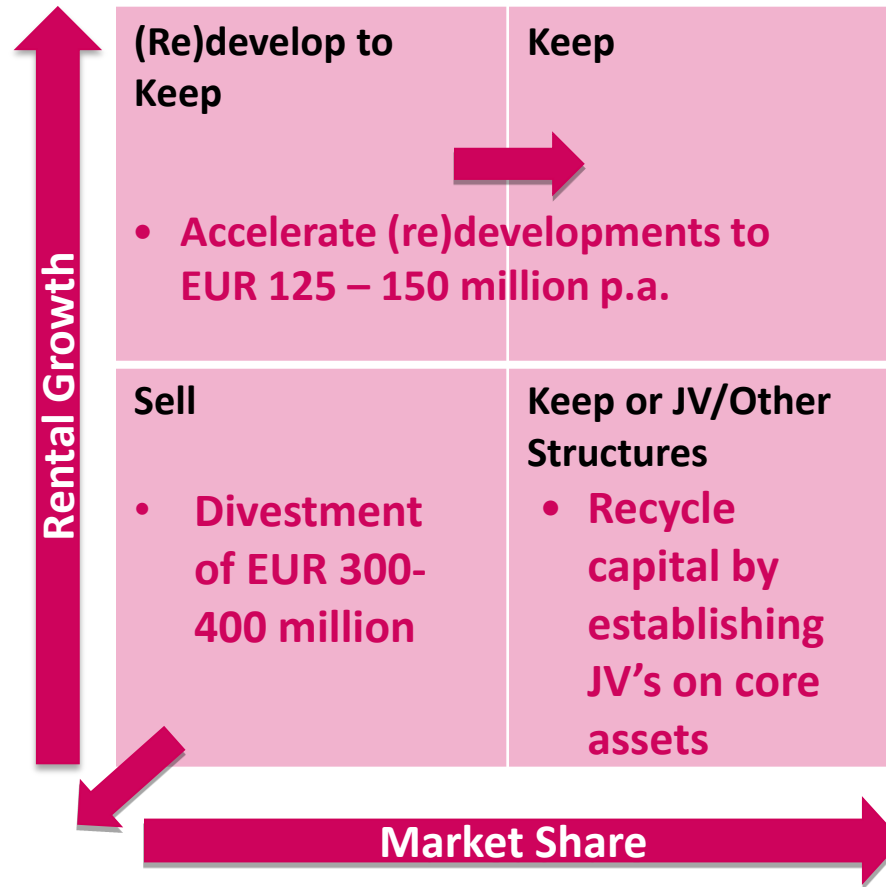 (Re)develop to
Keep
Keep
• Accelerate (re)developments to
EUR 125 – 150 million p.a.
Rental Growth
Sell
• Divestment
of EUR 300-
400 million
Keep or JV/Other
Structures
• Recycle
capital by
establishing
JV’s on core
assets
Market Share